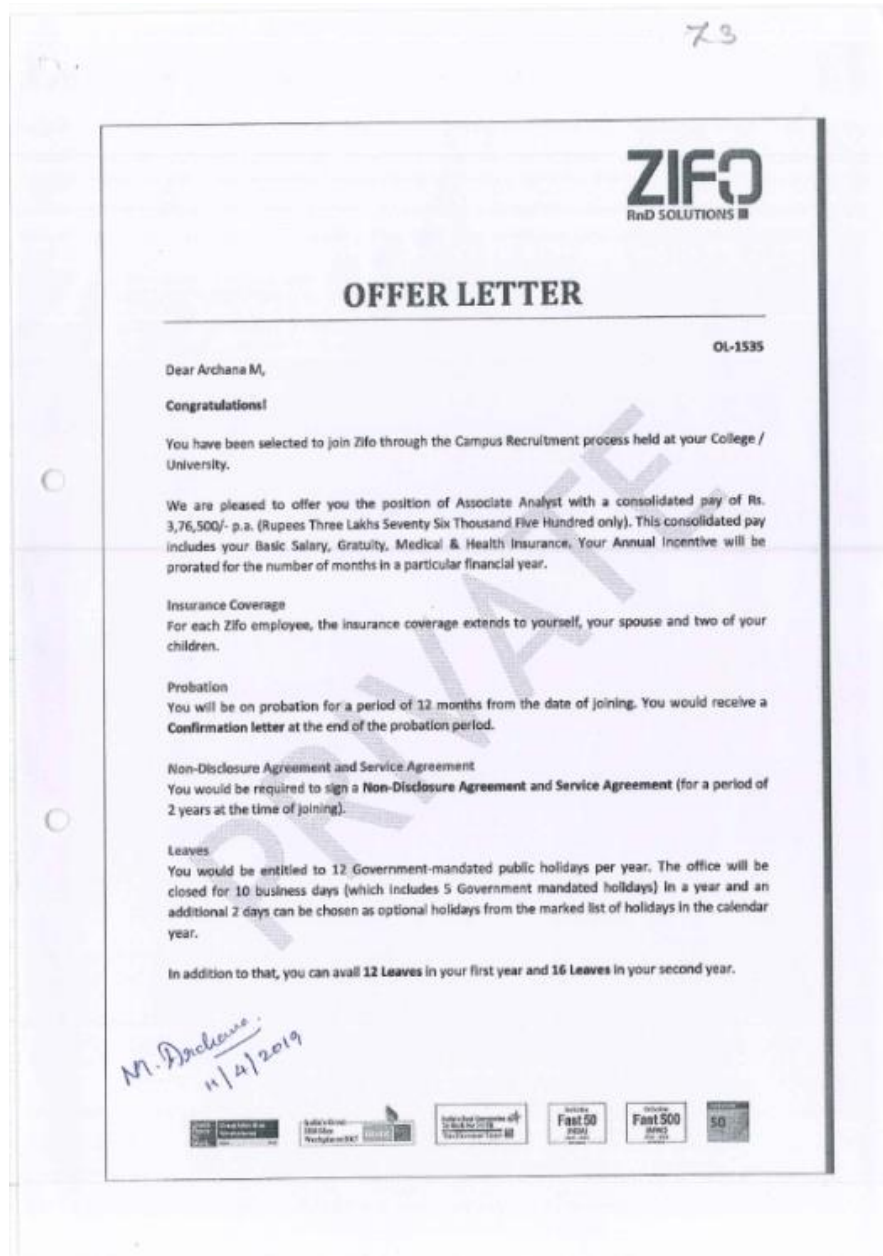 73
ZIFO
RnD SOLUTIONS
OFFER LETTER
OL-1535
Dear Archana M,
Congratulations!
You have been selected to join Zifo through the Campus Recruitment process held at your College /
University.
We are pleased to offer you the position of Associate Analyst with a consolidated pay of Rs.
3,76,500/- p.a. (Rupees Three Lakhs Seventy Six Thousand Five Hundred only). This consolidated pay
includes your Basic Salary, Gratuity, Medical & Health Insurance. Your Annual Incentive will be
prorated for the number of months in a particular financial year.
Insurance Coverage
For each Zifo employee, the insurance coverage extends to yourself, your spouse and two of your
children.
Probation
You will be on probation for a period of 12 months from the date of joining. You would receive a
Confirmation letter at the end of the probation period.
Non-Disclosure Agreement and Service Agreement
You would be required to sign a Non-Disclosure Agreement and Service Agreement (for a period of
2 years at the time of joining).
Leaves
You would be entitled to 12 Government-mandated public holidays per year. The office will be
closed for 10 business days (which includes 5 Government mandated holidays) in a year and an
additional 2 days can be chosen as optional holidays from the marked list of holidays in the calendar
year.
In addition to that, you can avail 12 Leaves in your first year and 16 Leaves in your second year.
PRIVATE
M. Archana.
11/4/2019
Fast 50
Fast 500
50